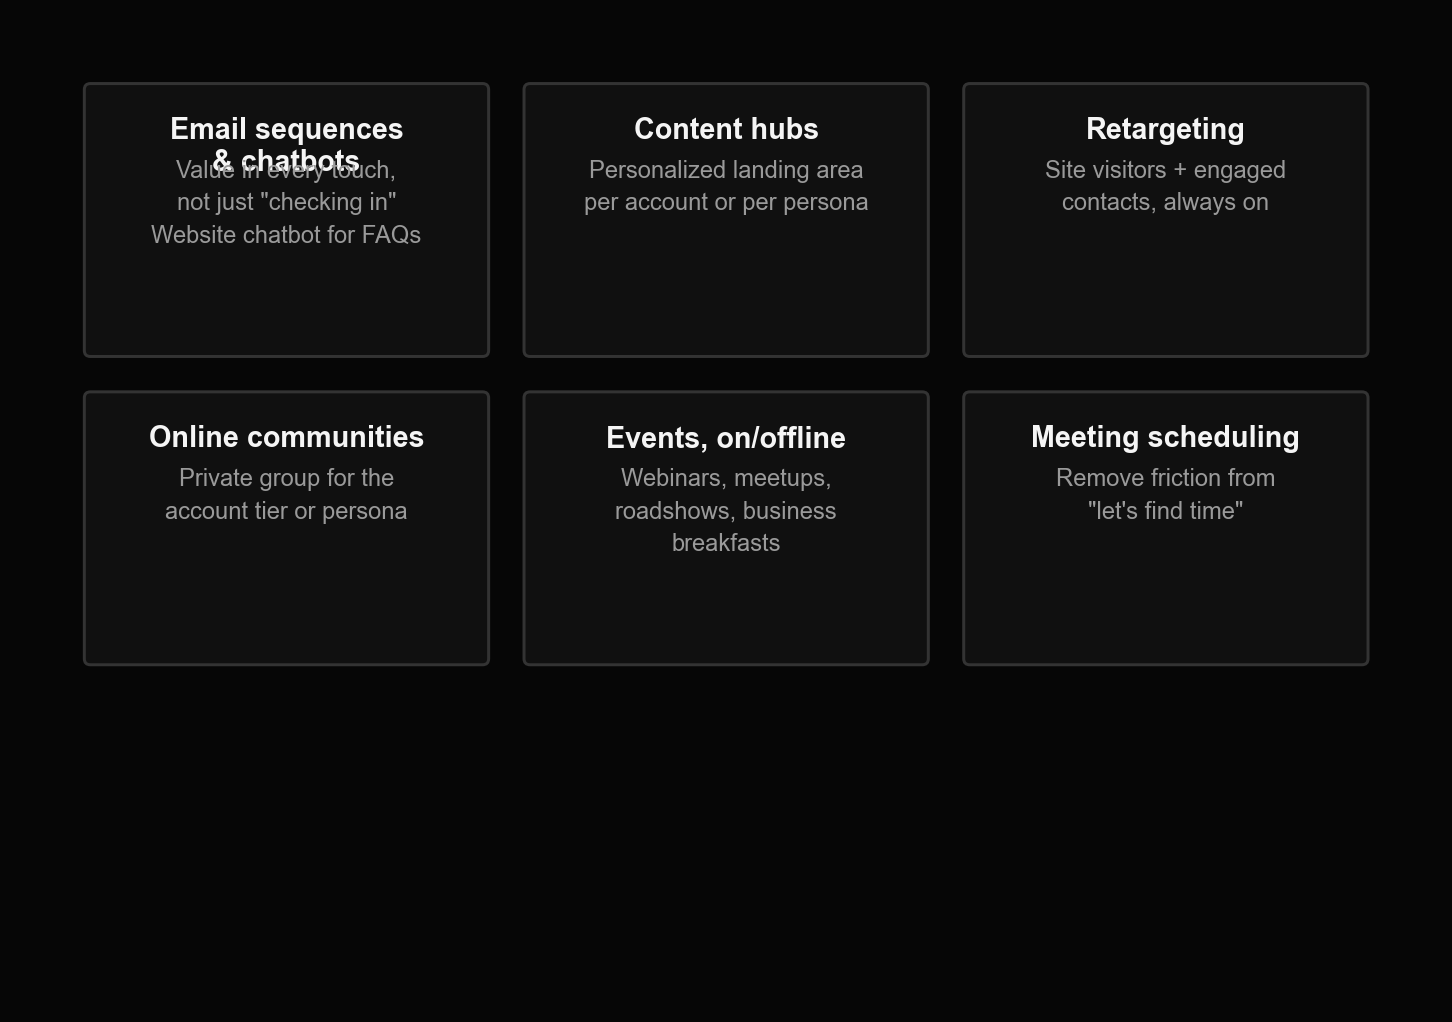 Email sequences
& chatbots
Value in every touch,
not just "checking in"
Website chatbot for FAQs
Content hubs
Personalized landing area
per account or per persona
Retargeting
Site visitors + engaged
contacts, always on
Online communities
Private group for the
account tier or persona
Events, on/offline
Webinars, meetups,
roadshows, business
breakfasts
Meeting scheduling
Remove friction from
"let's find time"